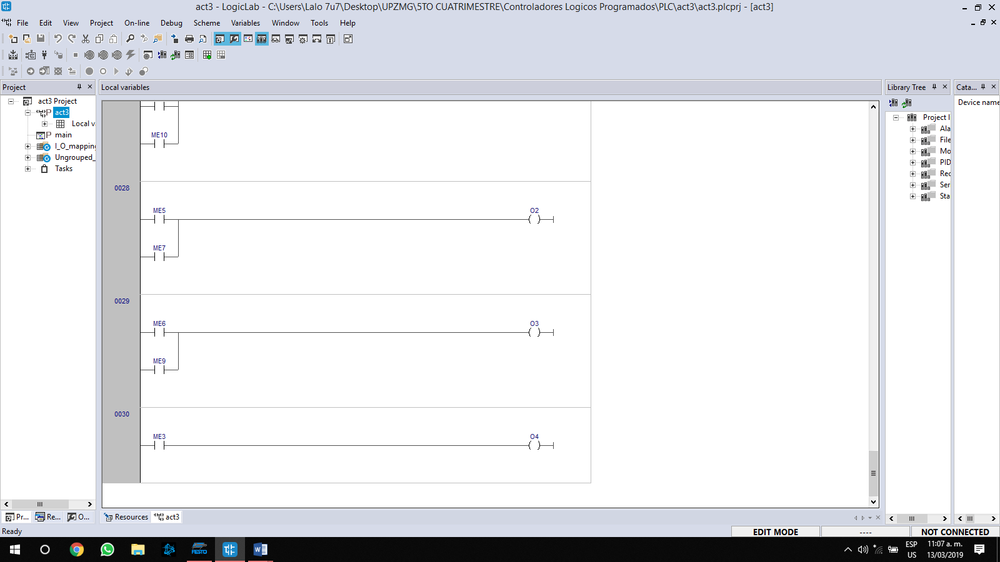 act3 - LogicLab - C:\Users\Lalo 7u7\Desktop\UPZMG\5TO CUATRIMESTRE\Controladores Logicos Programados\PLC\act3\act3.plcprj - [act3]
File Edit View Project On-line Debug Scheme Variables Window Tools Help
Project
Local variables
Library Tree
Cata...
act3 Project
act3
Local v
main
I_O_mapping
Ungrouped_
Tasks
ME10
0028
ME5
O2
ME7
0029
ME6
O3
ME9
0030
ME3
O4
Project l
Ala
File
Mo
PID
Rec
Ser
Sta
Device name
Pr...
Re...
O...
Resources
act3
Ready
EDIT MODE
----
NOT CONNECTED
FESTO
ESP
US
11:07 a. m.
13/03/2019